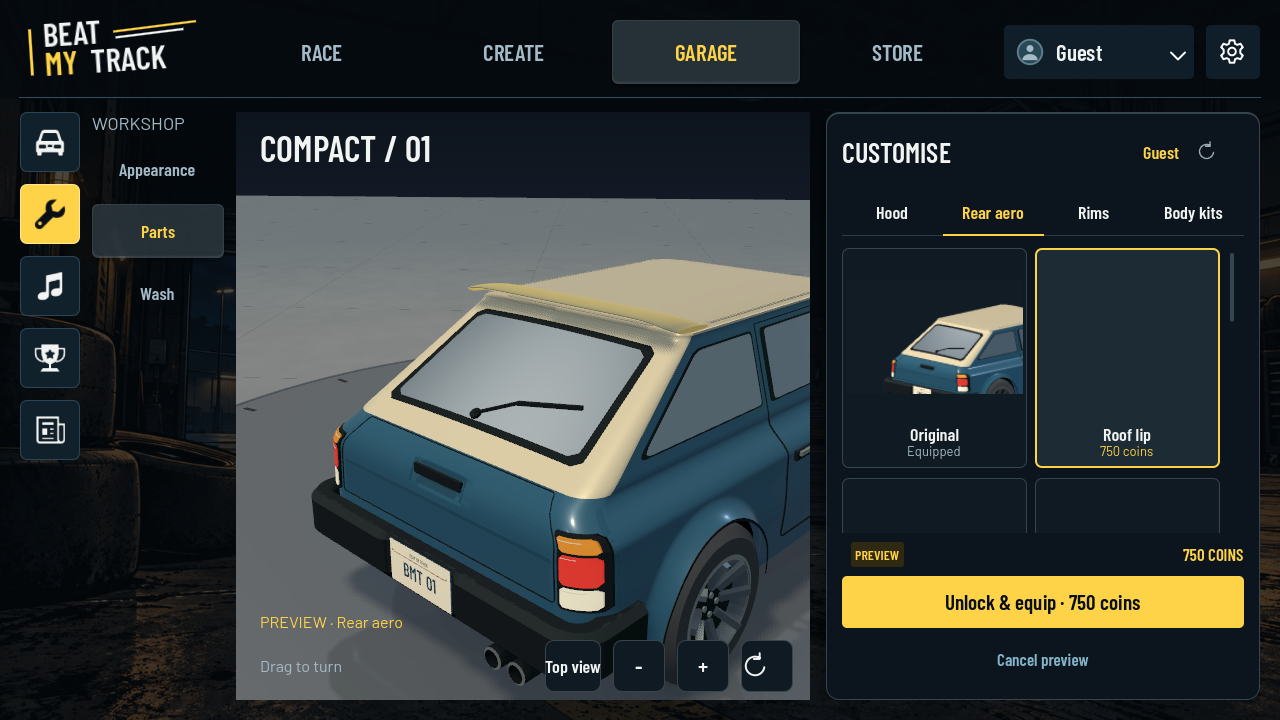 BEAT
MY TRACK
RACE
CREATE
GARAGE
STORE
Guest
WORKSHOP
Appearance
Parts
Wash
COMPACT / 01
BMT 01
PREVIEW · Rear aero
Drag to turn
Top view
-
+
CUSTOMISE
Guest
Hood
Rear aero
Rims
Body kits
Original
Equipped
Roof lip
750 coins
PREVIEW
750 COINS
Unlock & equip · 750 coins
Cancel preview